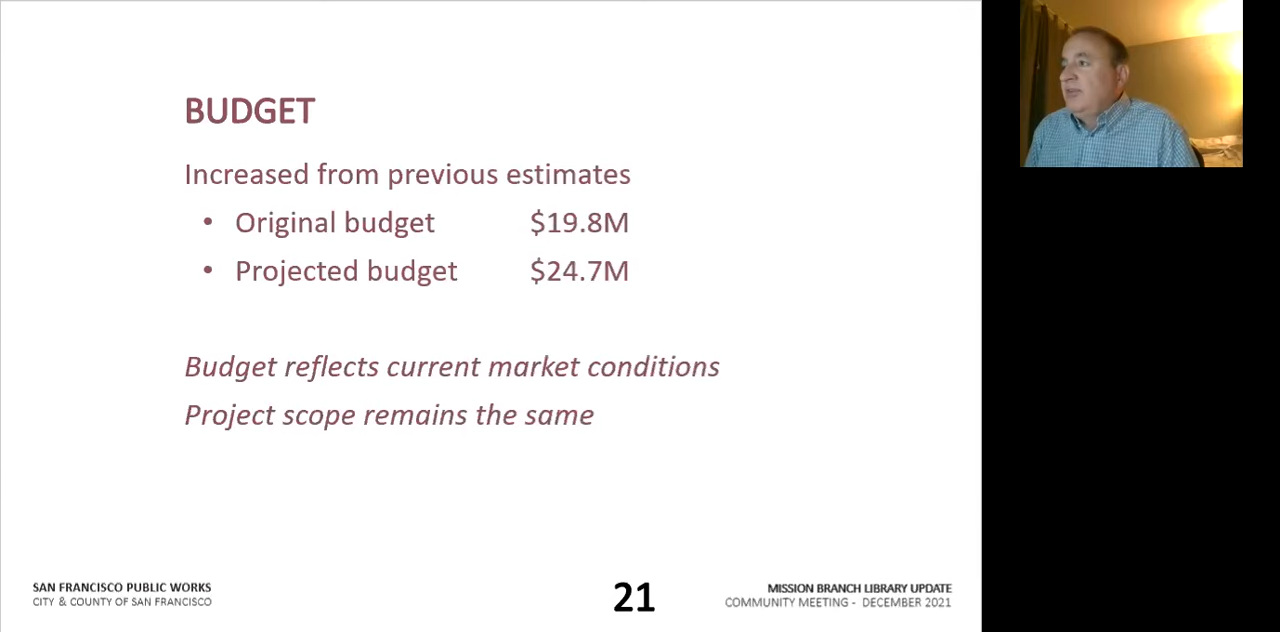 BUDGET
Increased from previous estimates
• Original budget $19.8M
• Projected budget $24.7M
Budget reflects current market conditions
Project scope remains the same
SAN FRANCISCO PUBLIC WORKS
CITY & COUNTY OF SAN FRANCISCO
21
MISSION BRANCH LIBRARY UPDATE
COMMUNITY MEETING - DECEMBER 2021